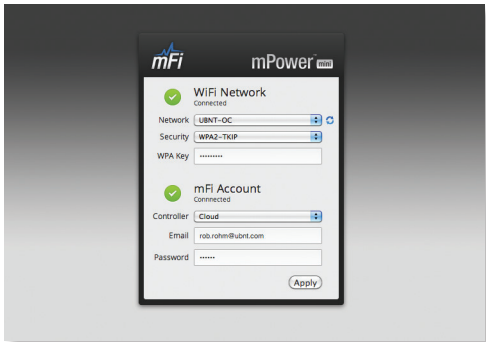 mFi
mPower™ mini
WiFi Network
Connected
Network UBNT-OC
Security WPA2-TKIP
WPA Key •••••••••
mFi Account
Connnected
Controller Cloud
Email rob.rohm@ubnt.com
Password ••••••
Apply